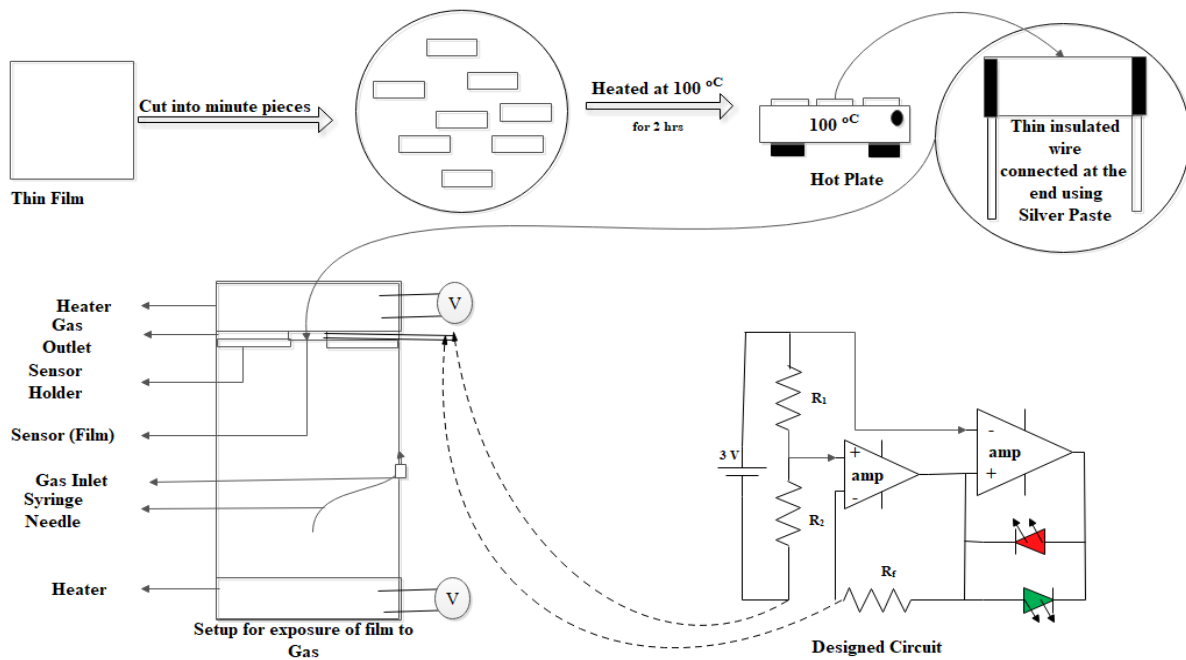 Cut into minute pieces
Heated at 100 °C
for 2 hrs
100 °C
Hot Plate
Thin insulated
wire
connected at the
end using
Silver Paste
Thin Film
Heater
Gas
Outlet
Sensor
Holder
Sensor (Film)
Gas Inlet
Syringe
Needle
Heater
V
V
Setup for exposure of film to
Gas
3 V
R1
R2
+
amp
-
-
amp
+
Rf
Designed Circuit